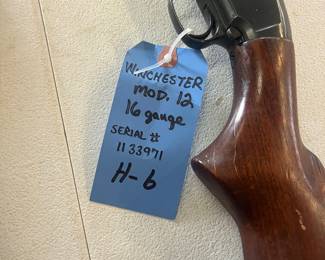 WINCHESTER
MOD. 12
16 gauge
SERIAL #
1133971
H-6